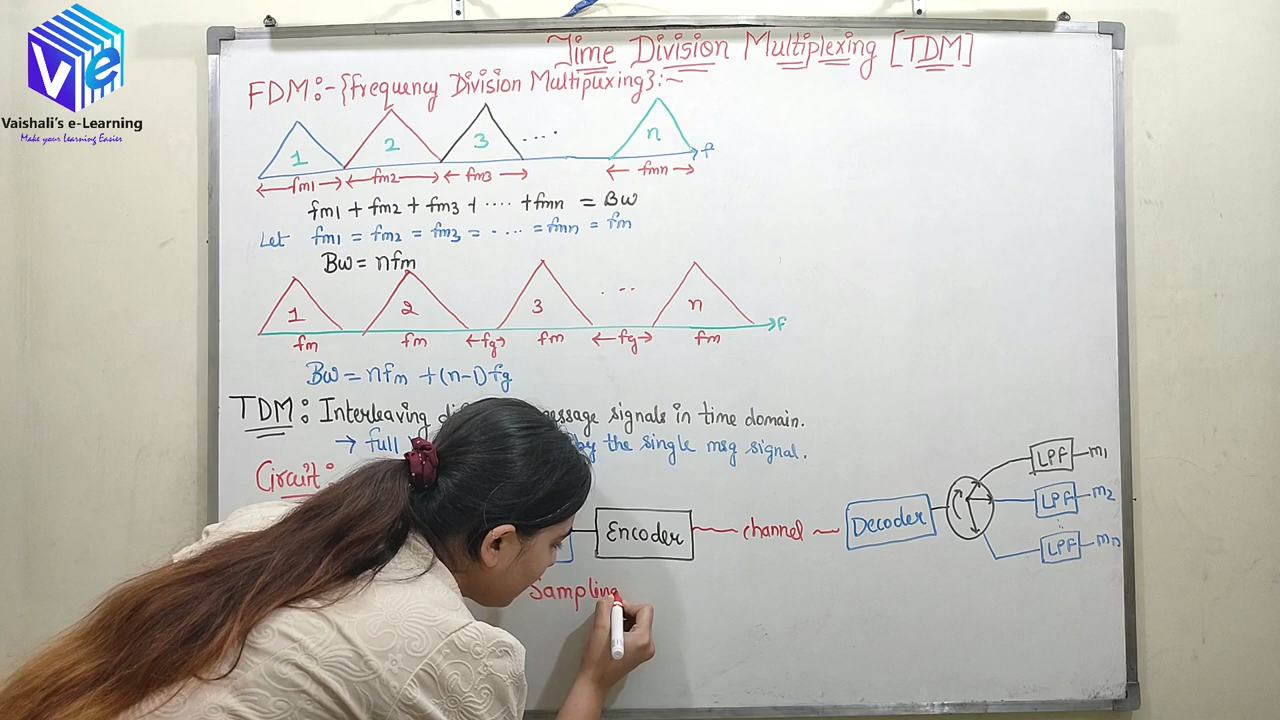 Vaishali's e-Learning
Make your Learning Easier
Time Division Multiplexing [TDM]
FDM:-{Frequency Division Multipuxing}:~
1 2 3 .... n f
fm1 fm2 fm3 fmn
fm1 + fm2 + fm3 + .... + fmn = Bw
Let fm1 = fm2 = fm3 = ..... = fmn = fm
Bw = nfm
1 2 3 ... n f
fm fm fg fm fg fm
Bw = nfm + (n-1)fg
TDM: Interleaving message signals in time domain.
→ full by the single msg signal.
Circuit:
Encoder channel Decoder
LPF m1
LPF m2
LPF mn
Sampling